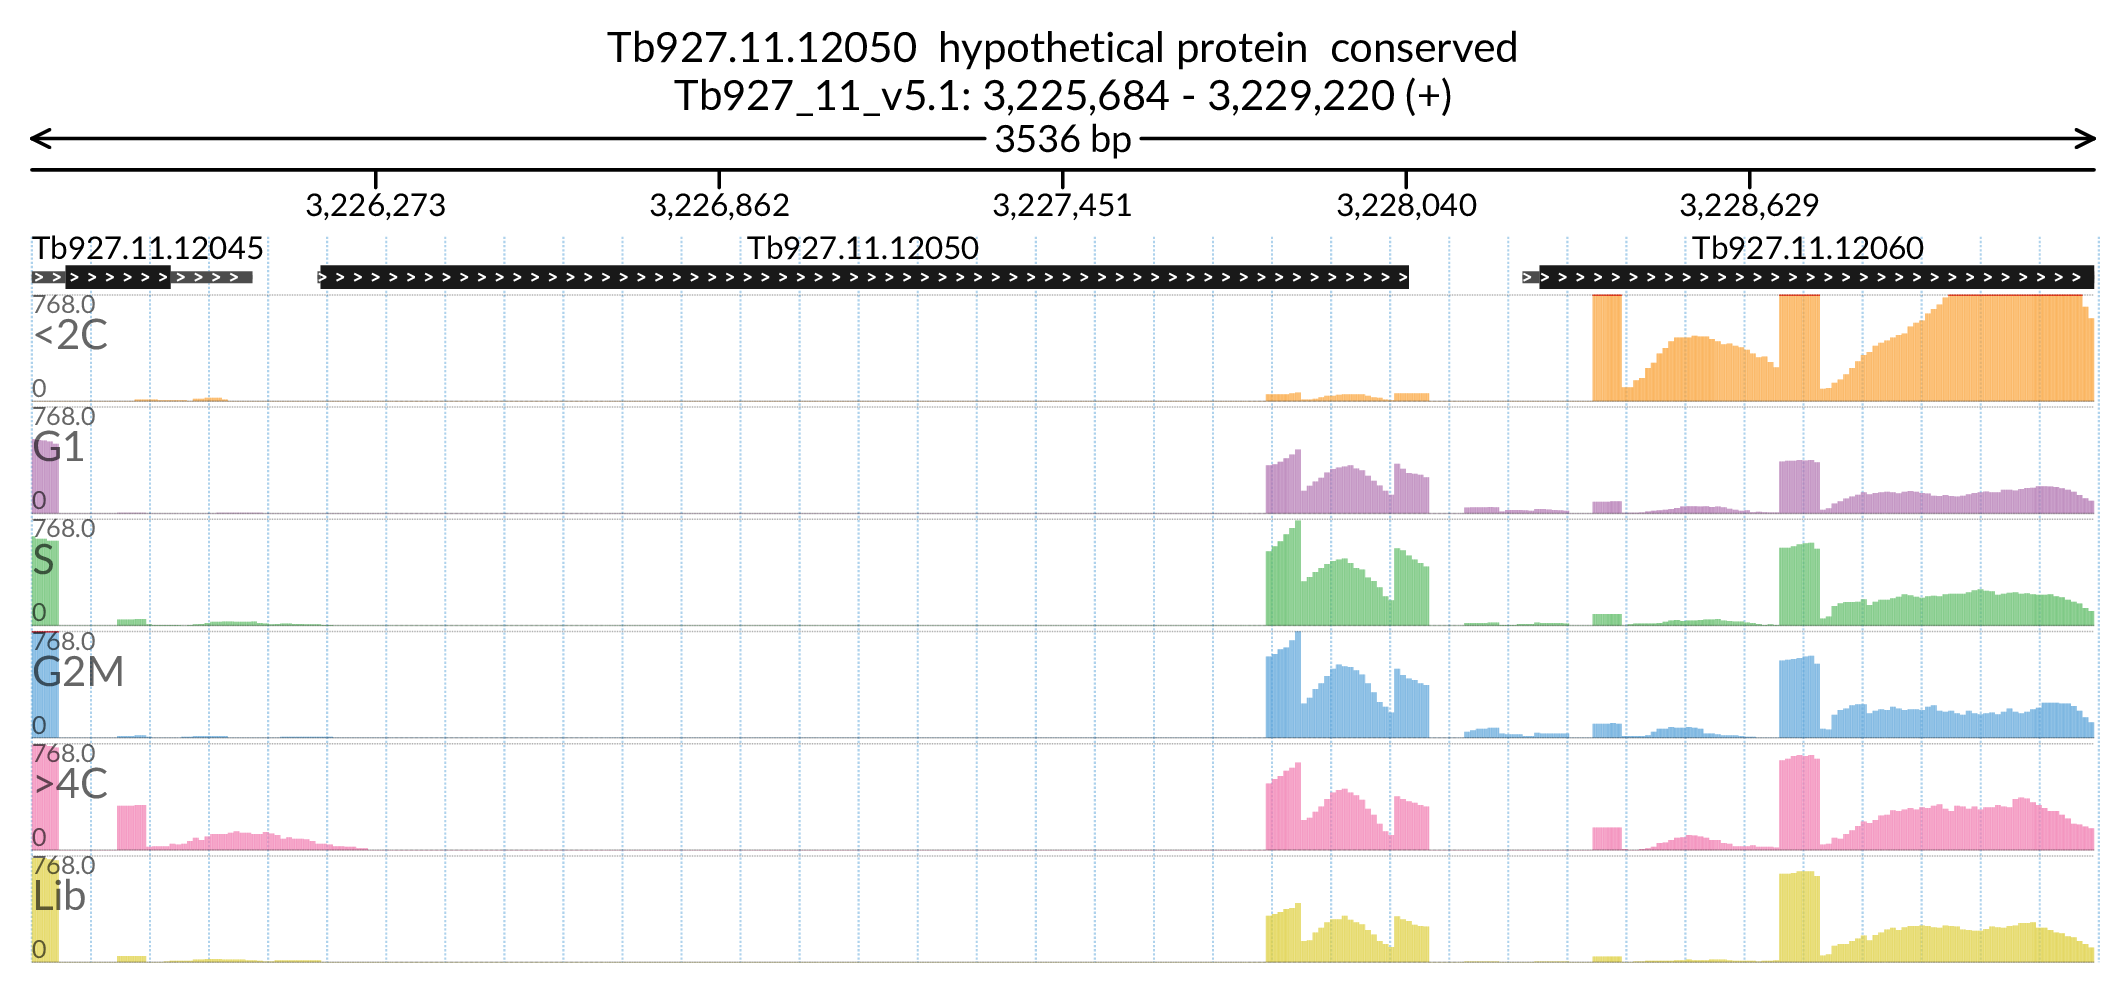 Tb927.11.12050 hypothetical protein conserved
Tb927_11_v5.1: 3,225,684 - 3,229,220 (+)
3536 bp
3,226,273 3,226,862 3,227,451 3,228,040 3,228,629
Tb927.11.12045 Tb927.11.12050 Tb927.11.12060
768.0
<2C
0
768.0
G1
0
768.0
S
0
768.0
G2M
0
768.0
>4C
0
768.0
Lib
0